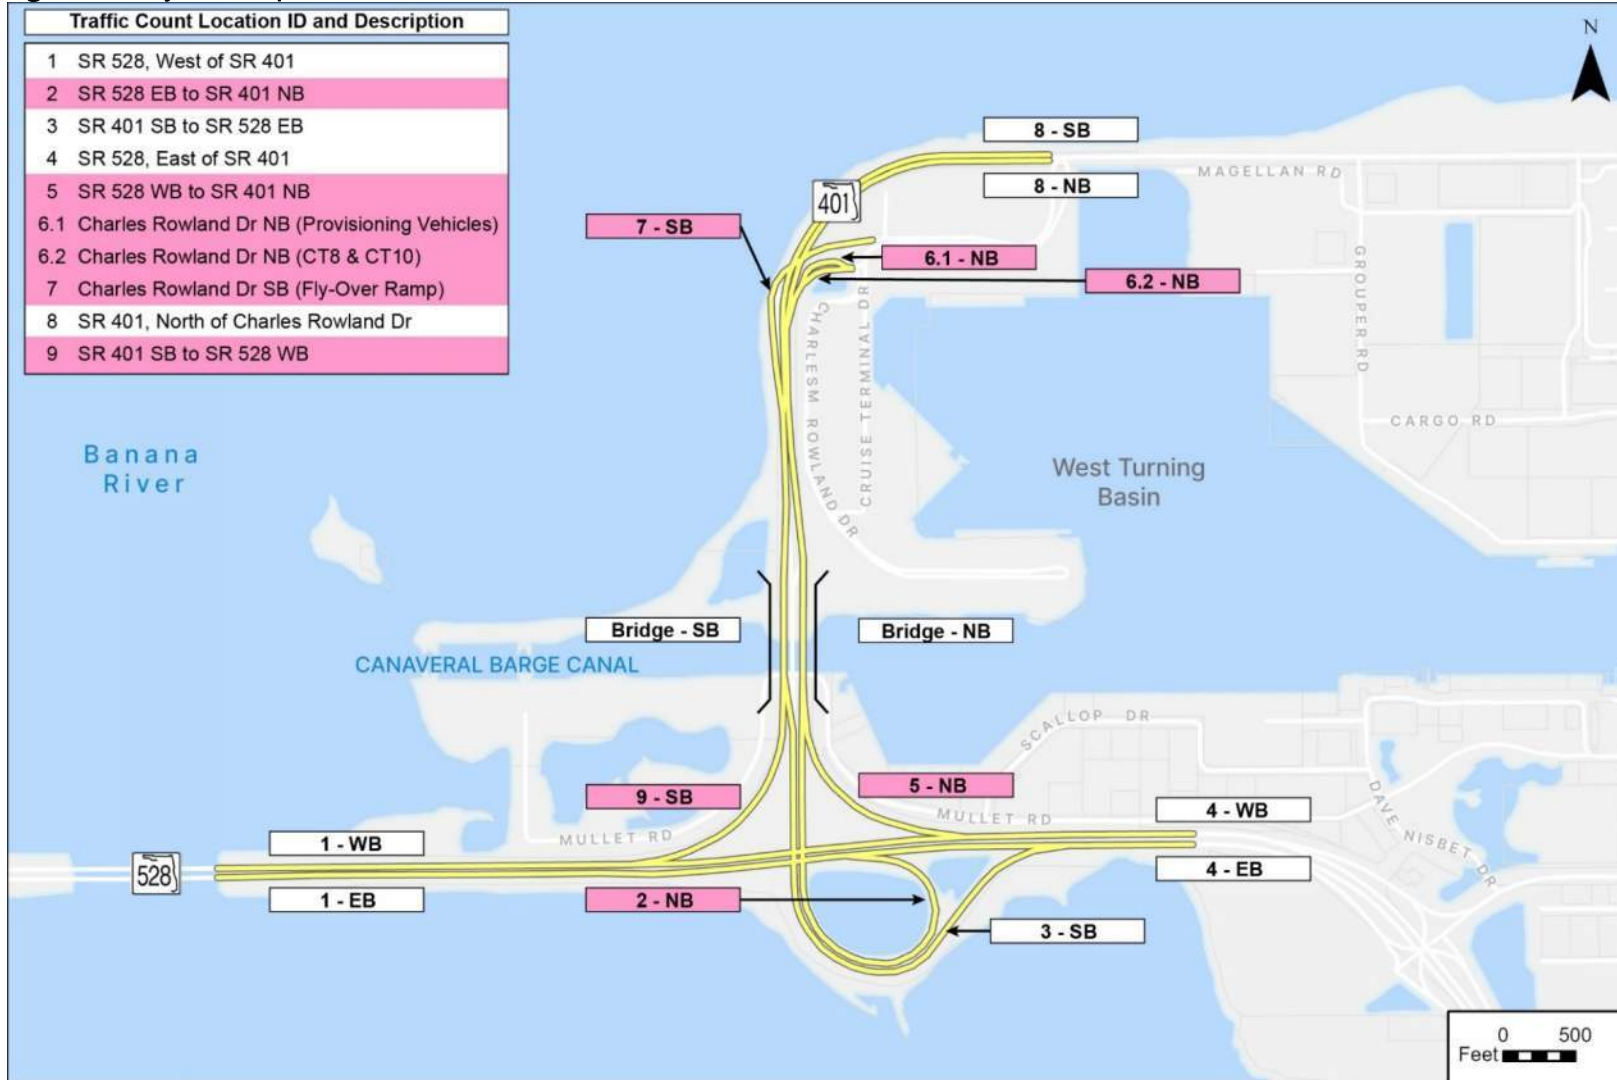 Traffic Count Location ID and Description
1 SR 528, West of SR 401
2 SR 528 EB to SR 401 NB
3 SR 401 SB to SR 528 EB
4 SR 528, East of SR 401
5 SR 528 WB to SR 401 NB
6.1 Charles Rowland Dr NB (Provisioning Vehicles)
6.2 Charles Rowland Dr NB (CT8 & CT10)
7 Charles Rowland Dr SB (Fly-Over Ramp)
8 SR 401, North of Charles Rowland Dr
9 SR 401 SB to SR 528 WB
N
8 - SB
MAGELLAN RD
8 - NB
401
7 - SB
6.1 - NB
6.2 - NB
GROUPER RD
CHARLESM ROWLAND DR
CRUISE TERMINAL DR
CARGO RD
Banana
River
West Turning
Basin
Bridge - SB
Bridge - NB
CANAVERAL BARGE CANAL
SCALLOP DR
9 - SB
5 - NB
MULLET RD
MULLET RD
4 - WB
DAVE NISBET DR
1 - WB
528
4 - EB
1 - EB
2 - NB
3 - SB
0 500
Feet